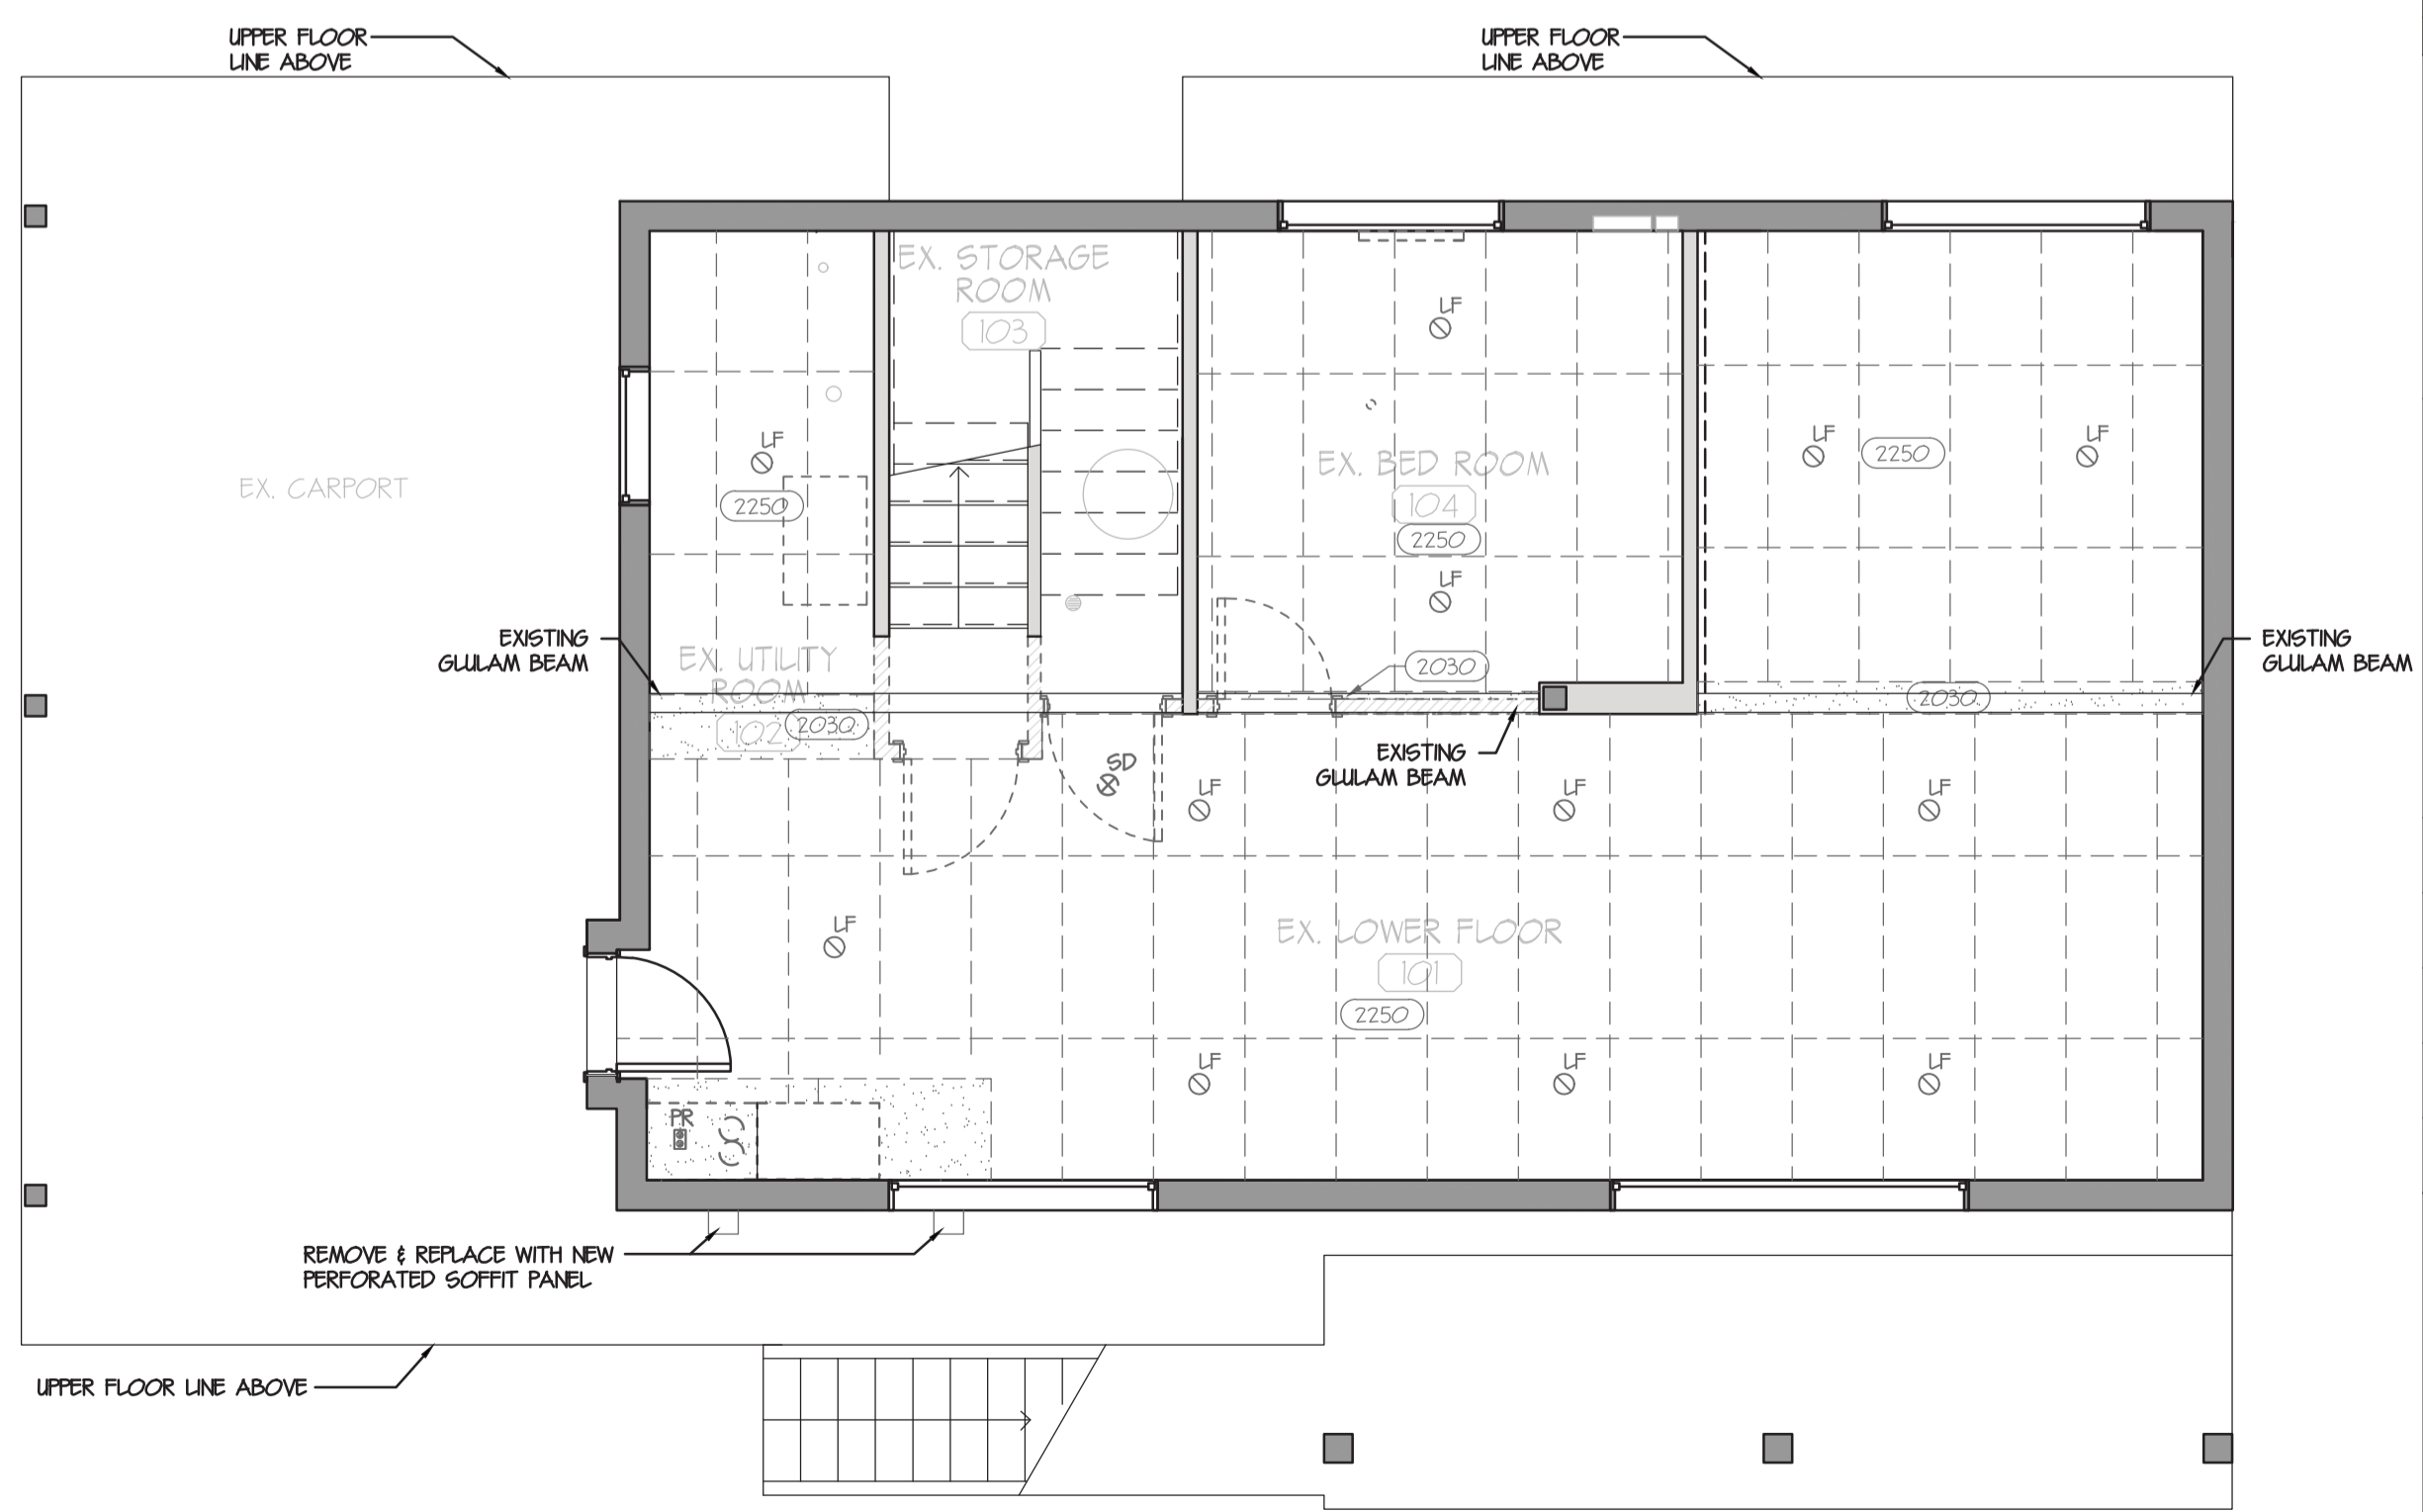 UPPER FLOOR
LINE ABOVE
UPPER FLOOR
LINE ABOVE
EX. STORAGE
ROOM
103
LF
LF
2250
EX. CARPORT
EX. BED ROOM
104
2250
LF
LF
2250
LF
EXISTING
GLULAM BEAM
EX. UTILITY
ROOM
102
2030
2030
2030
EXISTING
GLULAM BEAM
EXISTING
GLULAM BEAM
SD
LF
LF
LF
LF
EX. LOWER FLOOR
101
2250
LF
LF
LF
PR
REMOVE & REPLACE WITH NEW
PERFORATED SOFFIT PANEL
UPPER FLOOR LINE ABOVE